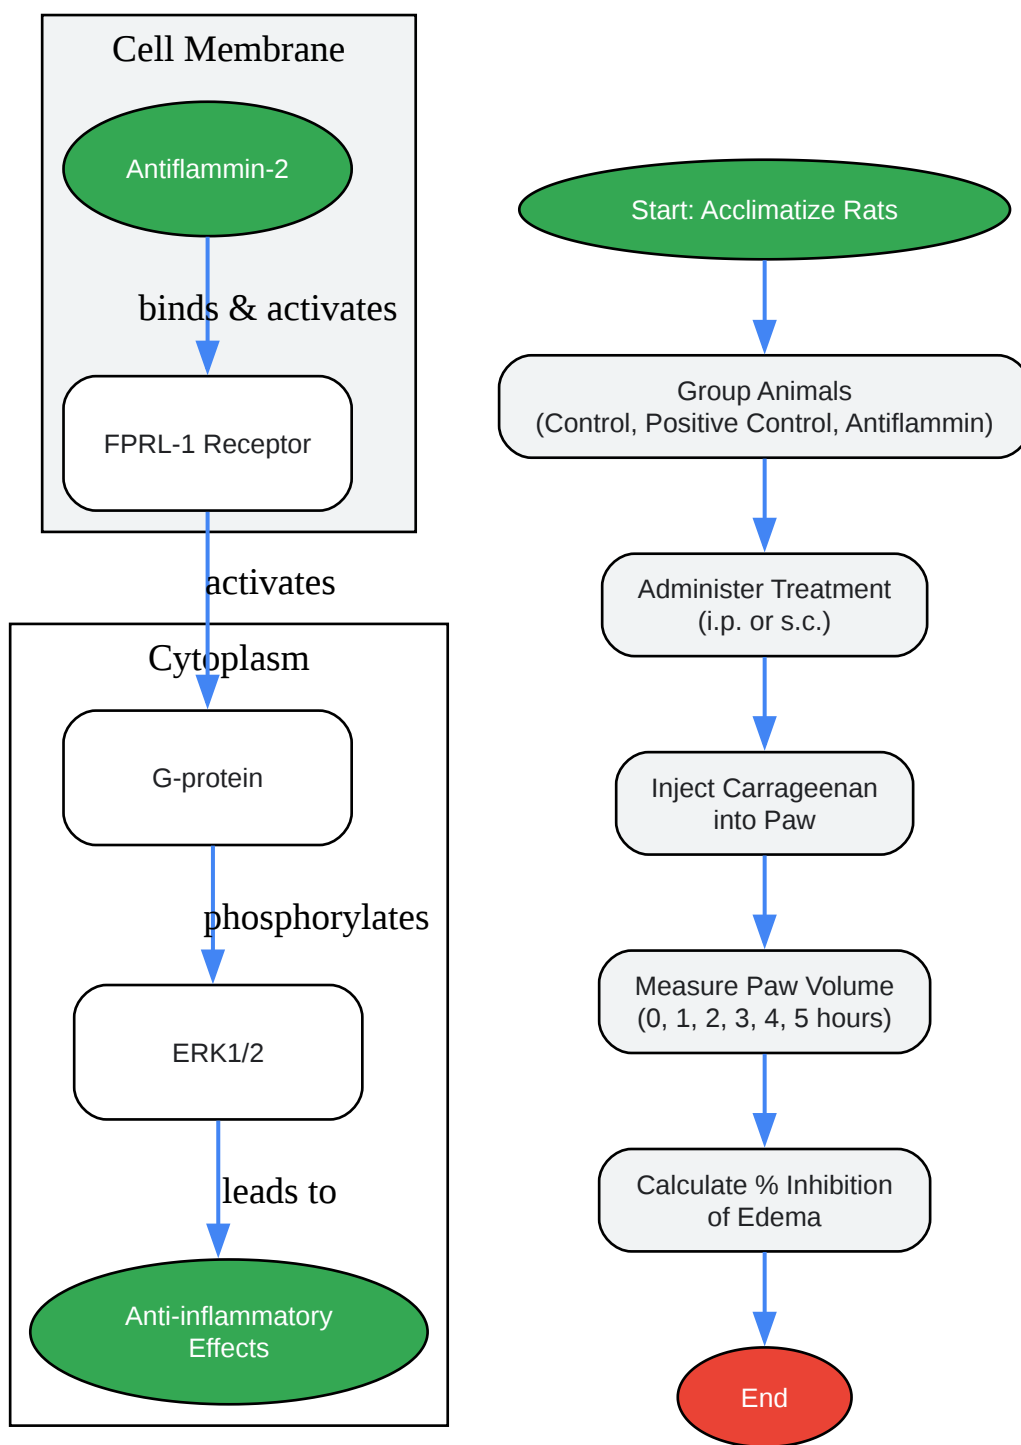 Cell Membrane
Antiflammin-2
binds & activates
FPRL-1 Receptor
activates
Cytoplasm
G-protein
phosphorylates
ERK1/2
leads to
Anti-inflammatory
Effects
Start: Acclimatize Rats
Group Animals
(Control, Positive Control, Antiflammin)
Administer Treatment
(i.p. or s.c.)
Inject Carrageenan
into Paw
Measure Paw Volume
(0, 1, 2, 3, 4, 5 hours)
Calculate % Inhibition
of Edema
End